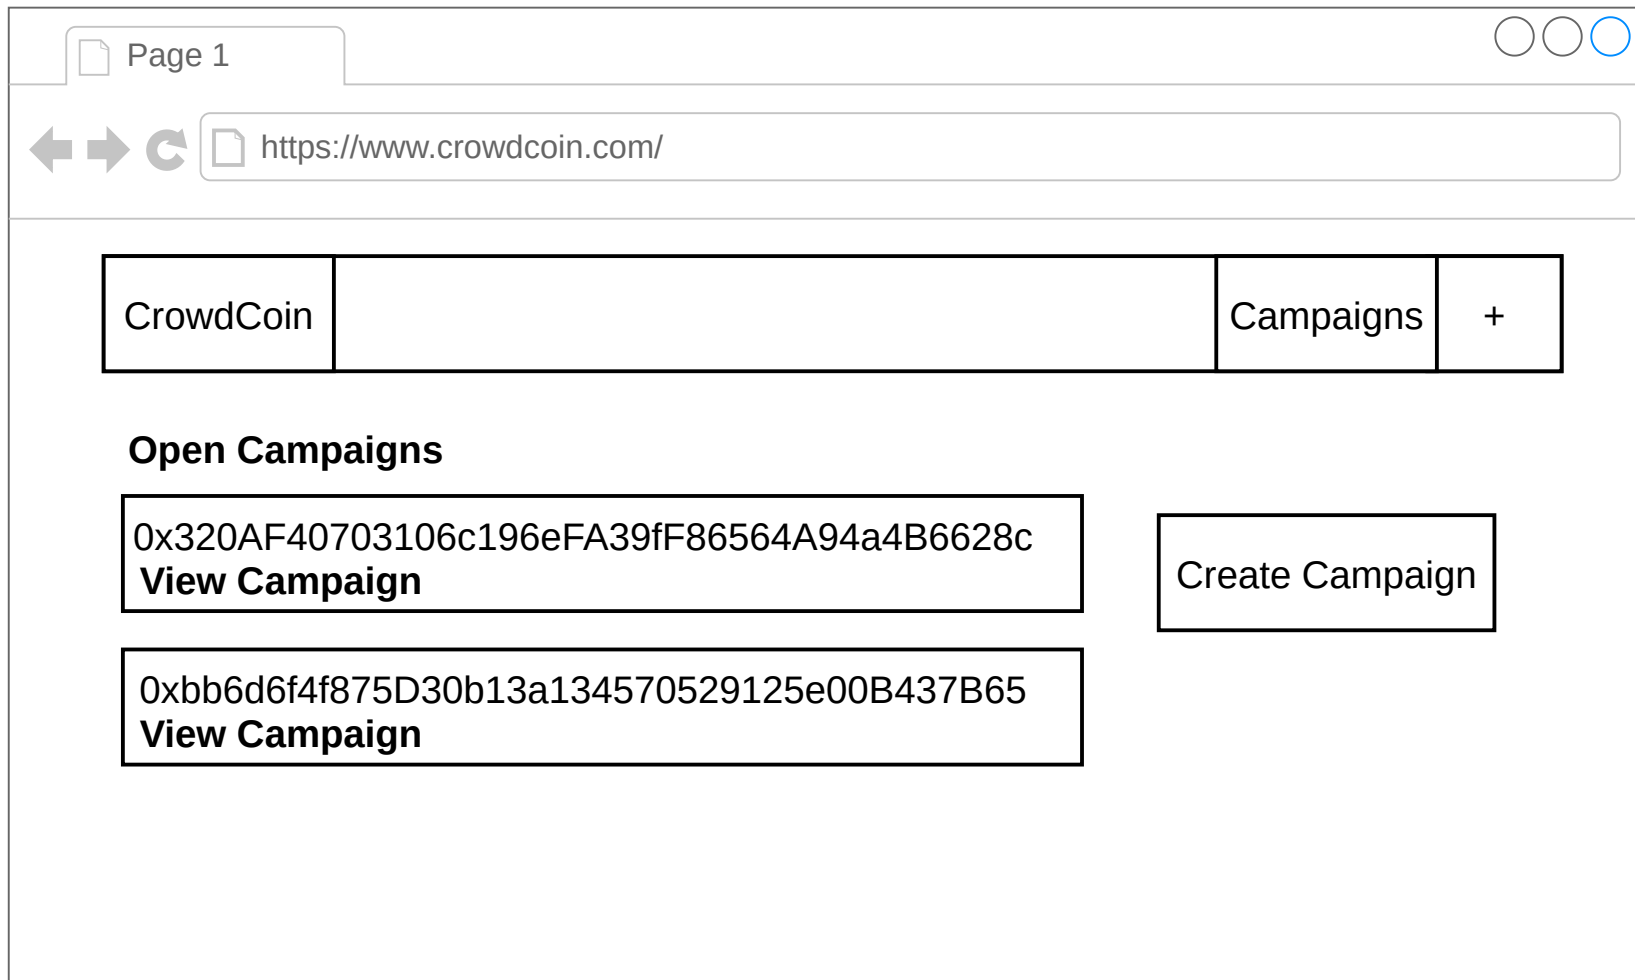 Page 1
https://www.crowdcoin.com/
CrowdCoin
Campaigns
+
Open Campaigns
0x320AF40703106c196eFA39fF86564A94a4B6628c
View Campaign
Create Campaign
0xbb6d6f4f875D30b13a134570529125e00B437B65
View Campaign